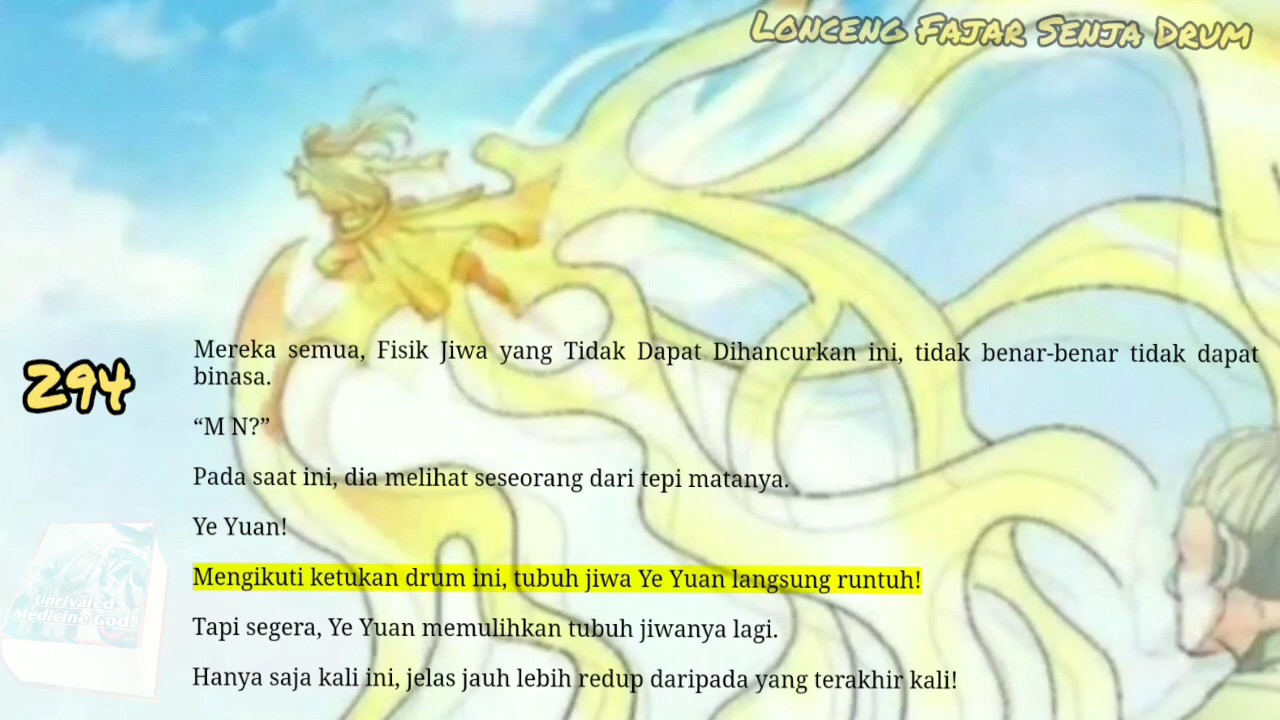 Lonceng Fajar Senja Drum
Mereka semua, Fisik Jiwa yang Tidak Dapat Dihancurkan ini, tidak benar-benar tidak dapat
binasa.
294
“M N?”
Pada saat ini, dia melihat seseorang dari tepi matanya.
Ye Yuan!
Mengikuti ketukan drum ini, tubuh jiwa Ye Yuan langsung runtuh!
Unrivaled
Medicine God
Tapi segera, Ye Yuan memulihkan tubuh jiwanya lagi.
Hanya saja kali ini, jelas jauh lebih redup daripada yang terakhir kali!